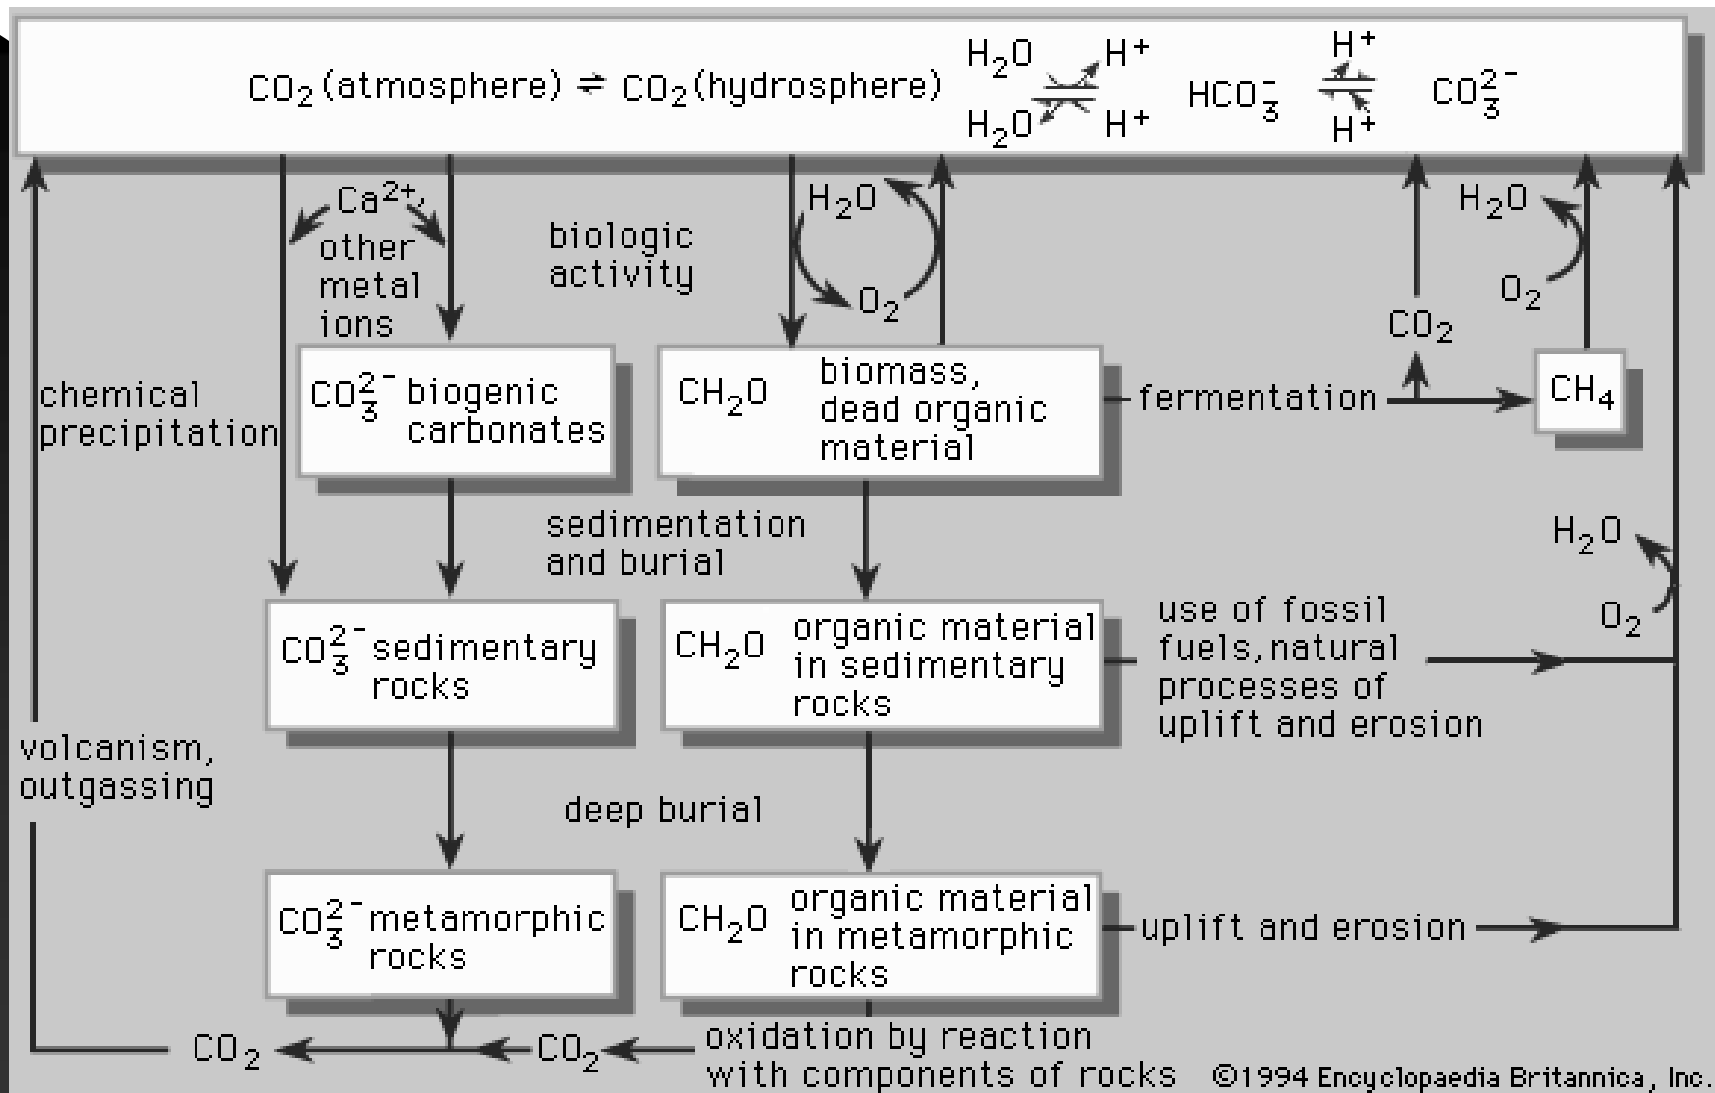 CO₂(atmosphere) ⇌ CO₂(hydrosphere) H₂O H⁺ ⇌ H₂O H⁺ HCO₃⁻ H⁺ ⇌ H⁺ CO₃²⁻
Ca²⁺,
other
metal
ions
biologic
activity
H₂O
O₂
H₂O
O₂
CO₂
chemical
precipitation
CO₃²⁻ biogenic
carbonates
CH₂O biomass,
dead organic
material
fermentation
CH₄
sedimentation
and burial
H₂O
O₂
CO₃²⁻ sedimentary
rocks
CH₂O organic material
in sedimentary
rocks
use of fossil
fuels, natural
processes of
uplift and erosion
volcanism,
outgassing
deep burial
CO₃²⁻ metamorphic
rocks
CH₂O organic material
in metamorphic
rocks
uplift and erosion
CO₂
CO₂
oxidation by reaction
with components of rocks
©1994 Encyclopaedia Britannica, Inc.